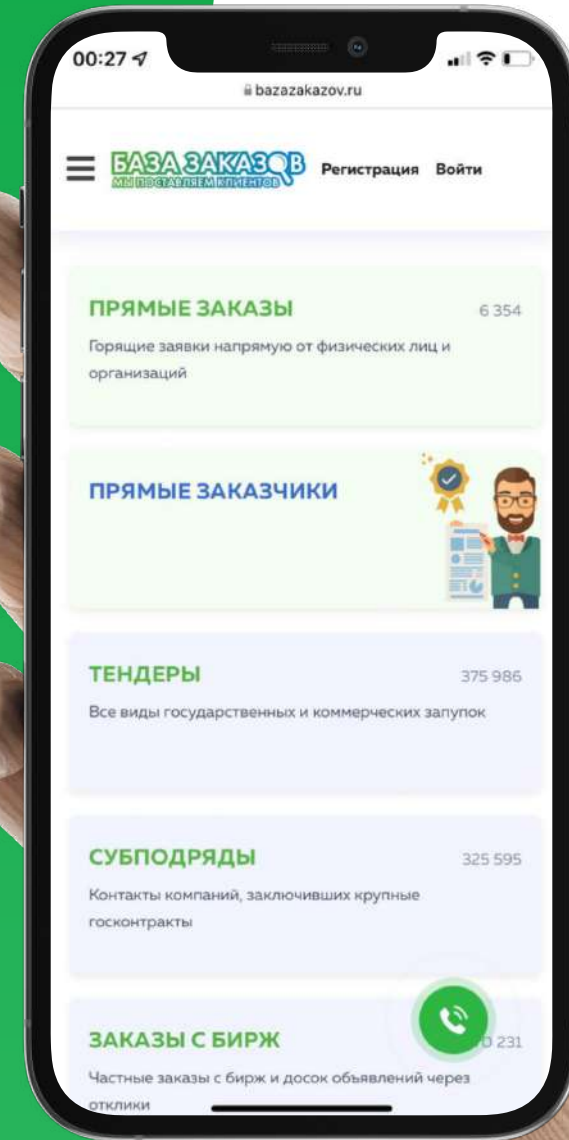 00:27
bazazakazov.ru
БАЗА ЗАКАЗОВ
МЫ ПОСТАВЛЯЕМ КЛИЕНТОВ
Регистрация Войти
ПРЯМЫЕ ЗАКАЗЫ 6 354
Горящие заявки напрямую от физических лиц и
организаций
ПРЯМЫЕ ЗАКАЗЧИКИ
ТЕНДЕРЫ 375 986
Все виды государственных и коммерческих запупок
СУБПОДРЯДЫ 325 595
Контакты компаний, заключивших крупные
госконтракты
ЗАКАЗЫ С БИРЖ 231
Частные заказы с бирж и досок объявлений через
отклики